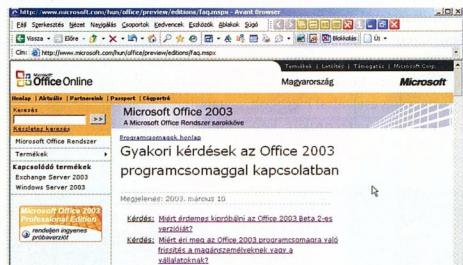 http://www.microsoft.com/hun/office/preview/editions/faq.mspx - Avant Browser
Fájl Szerkesztés Nézet Navigálás Csoportok Kedvencek Eszközök Ablakok Súgó
Vissza Előre Blokkolás Új
Cím: http://www.microsoft.com/hun/office/preview/editions/faq.mspx
Termékek | Letöltés | Támogatás | Microsoft Corp.
Microsoft Office Online
Magyarország
Microsoft
Honlap | Aktuális | Partnereink | Passport | Cégportré
Keresés
>>
Részletes keresés
Microsoft Office Rendszer
Termékek
Kapcsolódó termékek
Exchange Server 2003
Windows Server 2003
Microsoft Office 2003
Professional Edition
rendeljen ingyenes
próbaverziót
Microsoft Office 2003
A Microsoft Office Rendszer sarokköve
Programcsomagok honlap
Gyakori kérdések az Office 2003
programcsomaggal kapcsolatban
Megjelenés: 2003. március 10
Kérdés: Miért érdemes kipróbálni az Office 2003 Beta 2-es
verzióját?
Kérdés: Miért éri meg az Office 2003 programcsomagra való
frissítés a magánszemélyeknek vagy a
vállalatoknak?